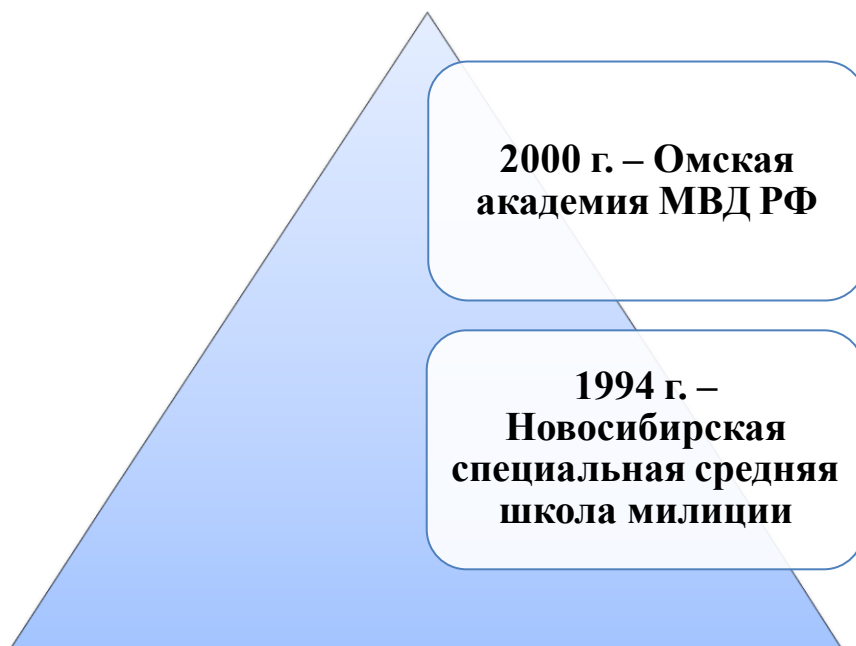 2000 г. – Омская
академия МВД РФ
1994 г. –
Новосибирская
специальная средняя
школа милиции